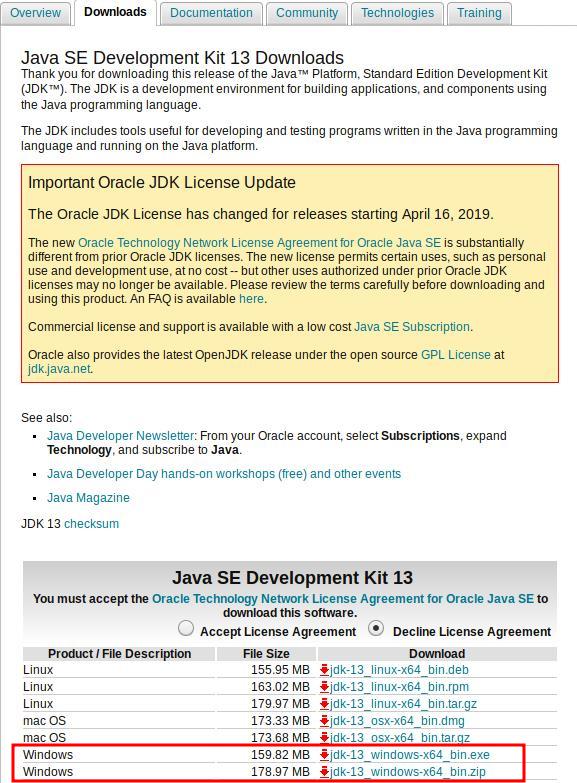 Overview Downloads Documentation Community Technologies Training
Java SE Development Kit 13 Downloads
Thank you for downloading this release of the Java™ Platform, Standard Edition Development Kit
(JDK™). The JDK is a development environment for building applications, and components using
the Java programming language.
The JDK includes tools useful for developing and testing programs written in the Java programming
language and running on the Java platform.
Important Oracle JDK License Update
The Oracle JDK License has changed for releases starting April 16, 2019.
The new Oracle Technology Network License Agreement for Oracle Java SE is substantially
different from prior Oracle JDK licenses. The new license permits certain uses, such as personal
use and development use, at no cost -- but other uses authorized under prior Oracle JDK
licenses may no longer be available. Please review the terms carefully before downloading and
using this product. An FAQ is available here.
Commercial license and support is available with a low cost Java SE Subscription.
Oracle also provides the latest OpenJDK release under the open source GPL License at
jdk.java.net.
See also:
Java Developer Newsletter: From your Oracle account, select Subscriptions, expand
Technology, and subscribe to Java.
Java Developer Day hands-on workshops (free) and other events
Java Magazine
JDK 13 checksum
Java SE Development Kit 13
You must accept the Oracle Technology Network License Agreement for Oracle Java SE to
download this software.
Accept License Agreement Decline License Agreement
Product / File Description File Size Download
Linux 155.95 MB jdk-13_linux-x64_bin.deb
Linux 163.02 MB jdk-13_linux-x64_bin.rpm
Linux 179.97 MB jdk-13_linux-x64_bin.tar.gz
mac OS 173.33 MB jdk-13_osx-x64_bin.dmg
mac OS 173.68 MB jdk-13_osx-x64_bin.tar.gz
Windows 159.82 MB jdk-13_windows-x64_bin.exe
Windows 178.97 MB jdk-13_windows-x64_bin.zip